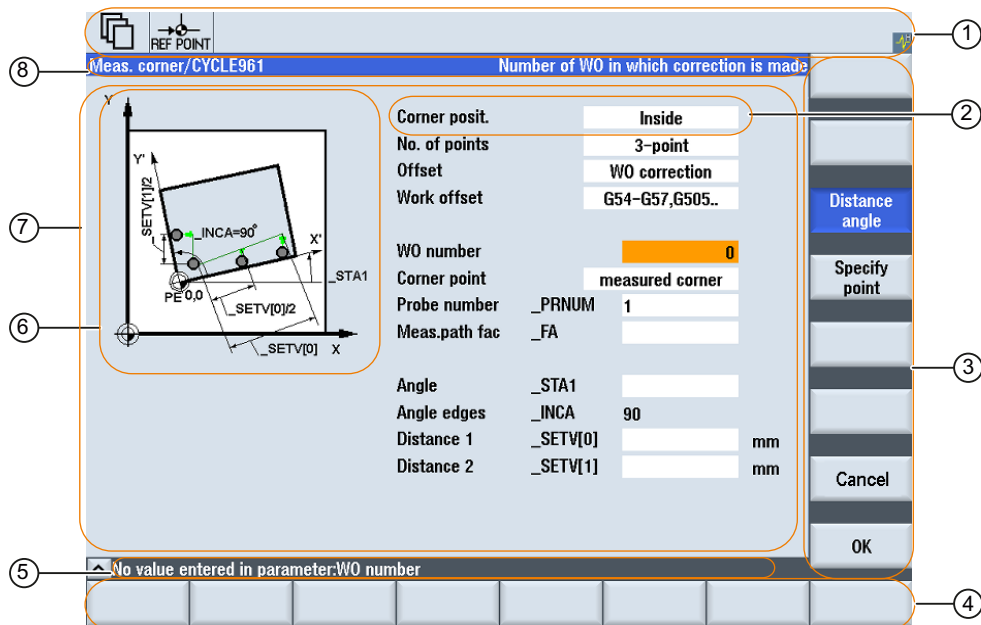 REF POINT
1
8
Meas. corner/CYCLE961 Number of WO in which correction is made
2
Corner posit. Inside
No. of points 3-point
Offset WO correction
Work offset G54-G57,G505..
WO number 0
Corner point measured corner
Probe number _PRNUM 1
Meas.path fac _FA
Angle _STA1
Angle edges _INCA 90
Distance 1 _SETV[0] mm
Distance 2 _SETV[1] mm
Y
Y'
_SETV[1]/2
_INCA=90°
X'
_STA1
PE 0,0
_SETV[0]/2
_SETV[0]
X
7
6
Distance
angle
Specify
point
3
Cancel
OK
5
No value entered in parameter:WO number
4